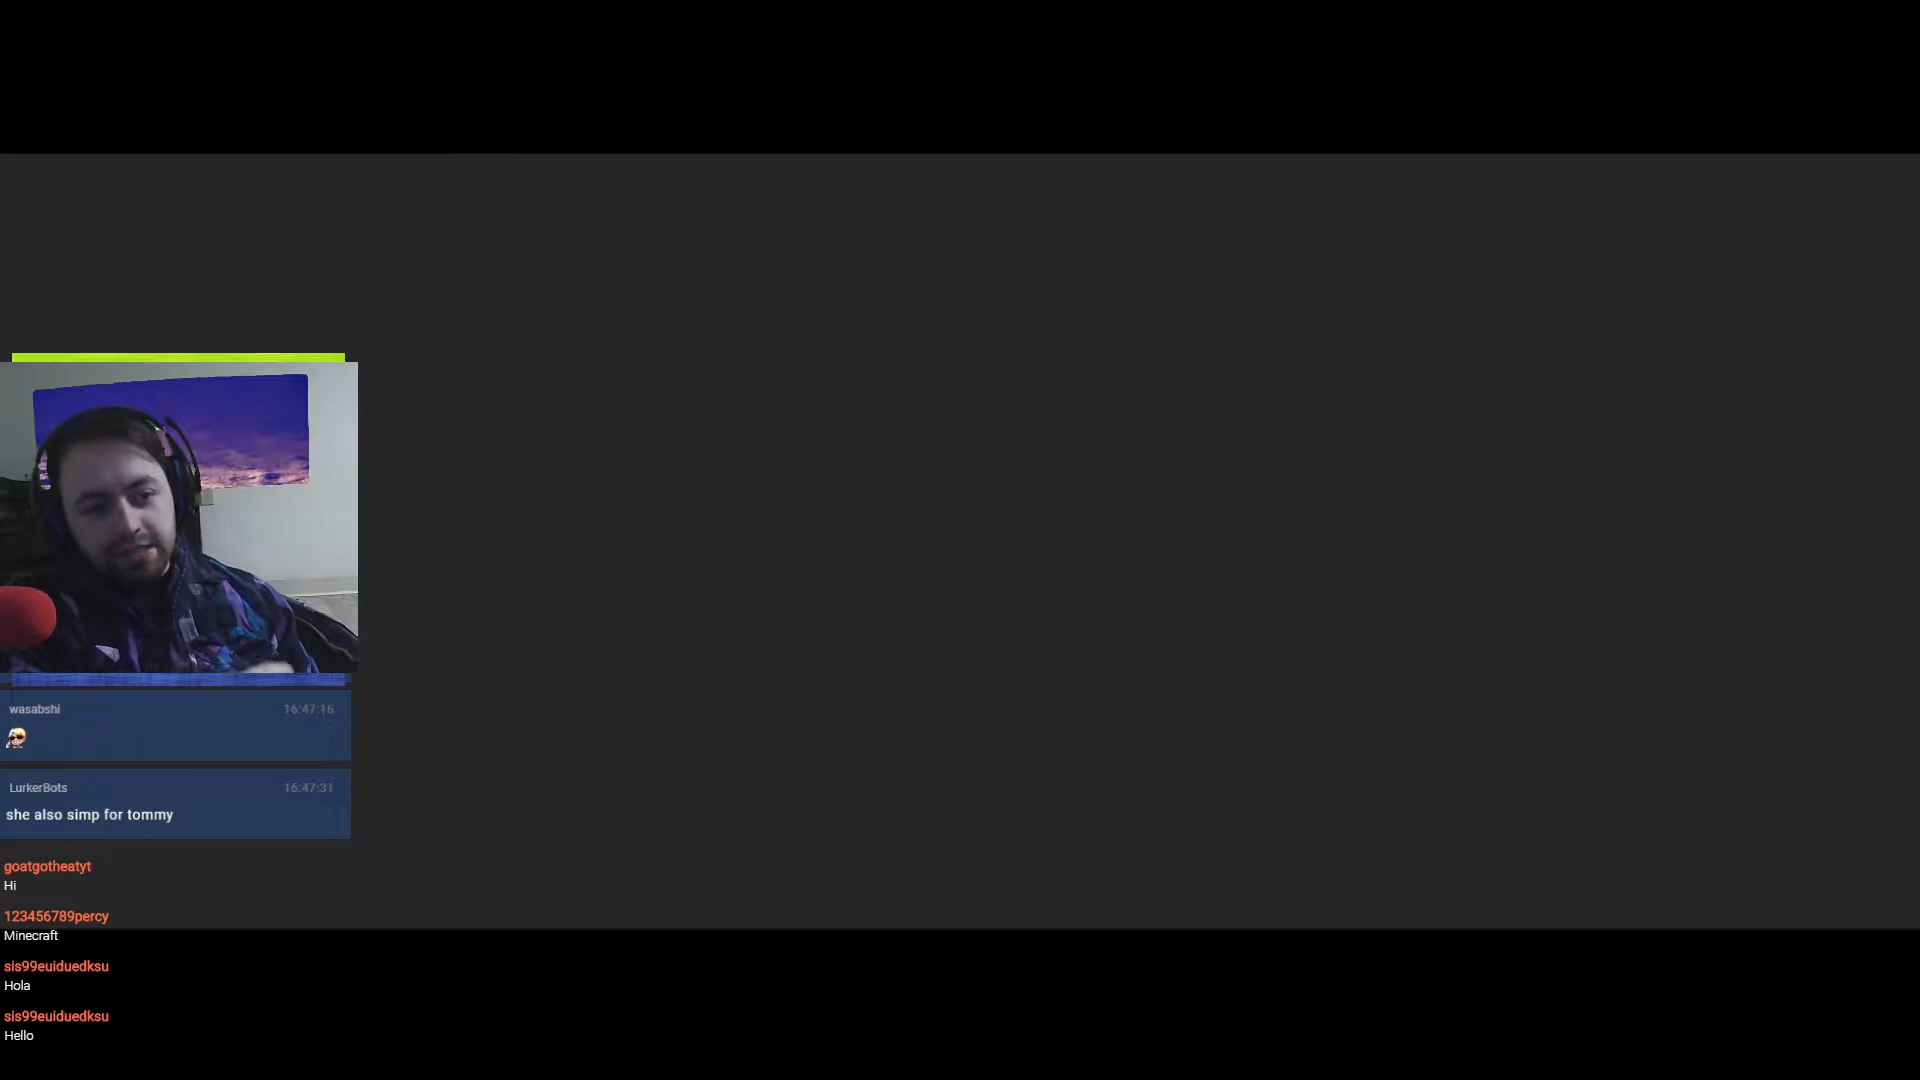 wasabshi 16:47:16
LurkerBots 16:47:31
she also simp for tommy
goatgotheatyt
Hi
123456789percy
Minecraft
sis99euiduedksu
Hola
sis99euiduedksu
Hello